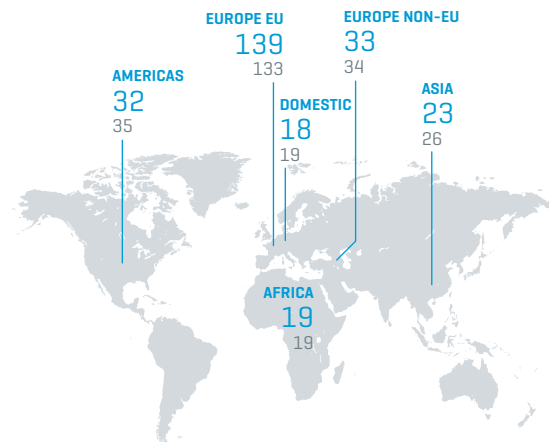 EUROPE EU
139
133
EUROPE NON-EU
33
34
AMERICAS
32
35
DOMESTIC
18
19
ASIA
23
26
AFRICA
19
19